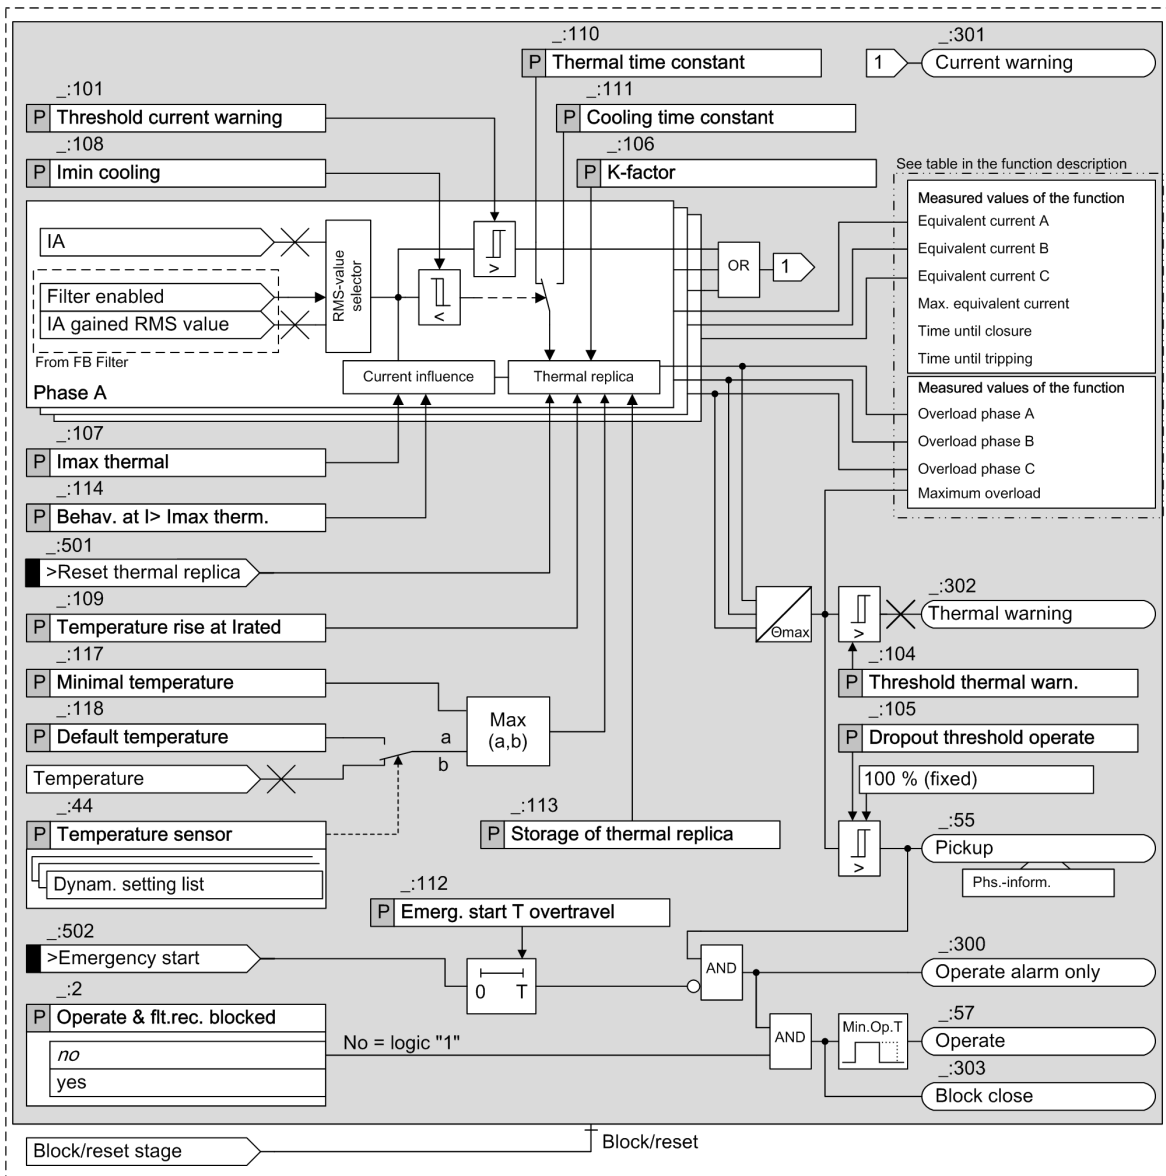 _:110
P Thermal time constant
_:301
1 Current warning
_:101
P Threshold current warning
_:111
P Cooling time constant
_:108
P Imin cooling
_:106
P K-factor
See table in the function description
Measured values of the function
Equivalent current A
Equivalent current B
Equivalent current C
Max. equivalent current
Time until closure
Time until tripping
Measured values of the function
Overload phase A
Overload phase B
Overload phase C
Maximum overload
IA
Filter enabled
IA gained RMS value
From FB Filter
RMS-value
selector
>
<
OR
1
Current influence
Thermal replica
Phase A
_:107
P Imax thermal
_:114
P Behav. at I> Imax therm.
_:501
>Reset thermal replica
_:109
P Temperature rise at Irated
_:117
P Minimal temperature
_:118
P Default temperature
Temperature
a
b
Max
(a,b)
_:44
P Temperature sensor
Dynam. setting list
_:113
P Storage of thermal replica
Θmax
>
_:302
Thermal warning
_:104
P Threshold thermal warn.
_:105
P Dropout threshold operate
100 % (fixed)
>
_:55
Pickup
Phs.-inform.
_:112
P Emerg. start T overtravel
_:502
>Emergency start
0 T
AND
_:300
Operate alarm only
_:2
P Operate & flt.rec. blocked
no
yes
No = logic "1"
AND
Min.Op.T
_:57
Operate
_:303
Block close
Block/reset stage
Block/reset